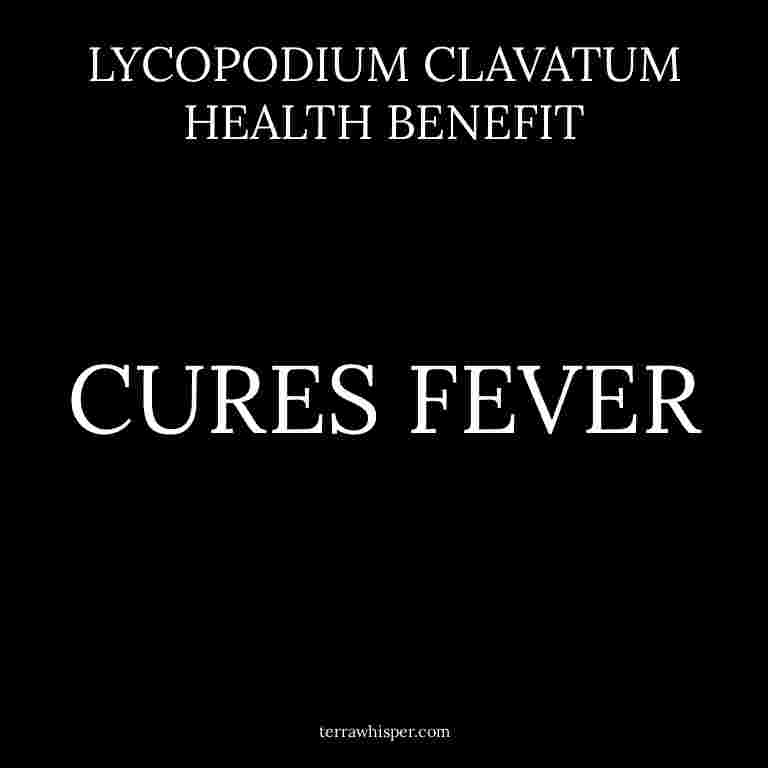 LYCOPODIUM CLAVATUM
HEALTH BENEFIT
CURES FEVER
terrawhisper.com